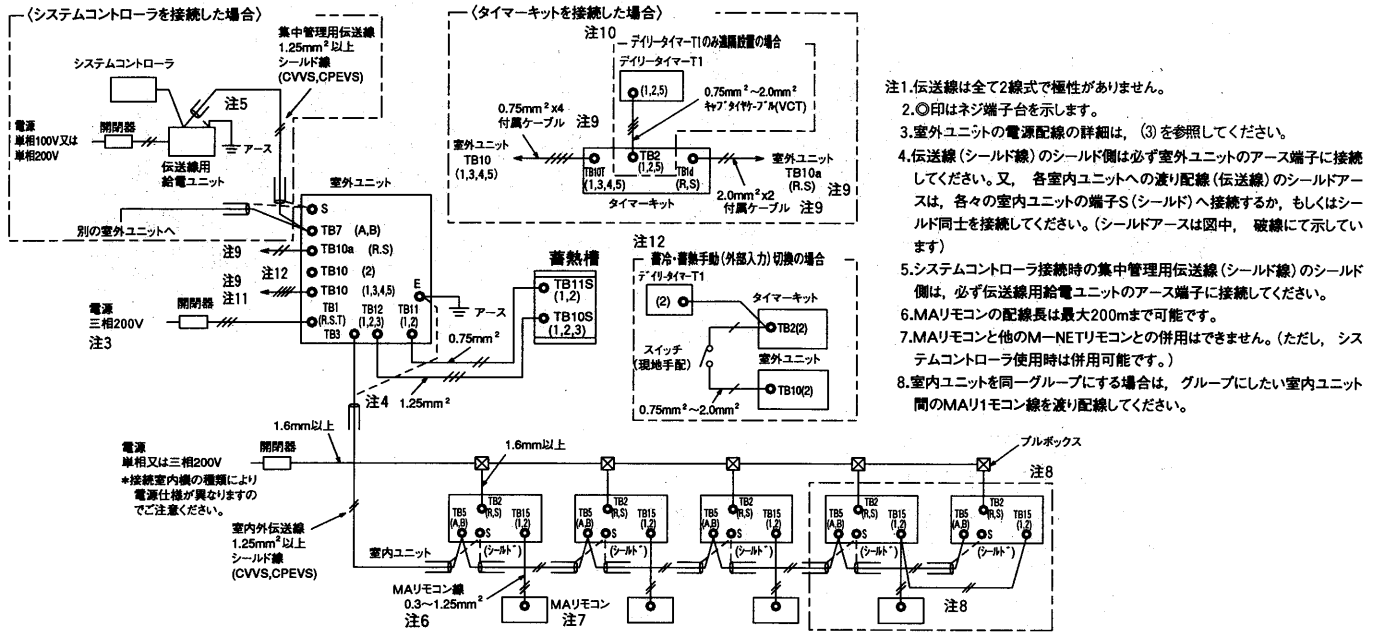 〈システムコントローラを接続した場合〉
集中管理用伝送線
1.25mm²以上
シールド線
(CVVS,CPEVS)
システムコントローラ
注5
電源
単相100V又は
単相200V
開閉器
アース
伝送線用
給電ユニット
室外ユニット
S
TB7 (A,B)
別の室外ユニットへ
注9
TB10a (R.S)
注12
TB10 (2)
注9
注11
TB10 (1,3,4,5)
E
アース
電源
三相200V
注3
開閉器
TB1
(R.S.T)
TB12
(1,2,3)
TB11
(1,2)
TB3
0.75mm²
1.25mm²
注4
蓄熱槽
TB11S
(1,2)
TB10S
(1,2,3)
〈タイマーキットを接続した場合〉
注10
デイリータイマーT1のみ遠隔設置の場合
デイリータイマーT1
(1,2,5)
0.75mm²~2.0mm²
キャブタイヤケーブル(VCT)
0.75mm²x4
付属ケーブル
注9
室外ユニット
TB10
(1,3,4,5)
TB10T
(1,3,4,5)
TB2
(1,2,5)
TB1d
(R,S)
タイマーキット
2.0mm²x2
付属ケーブル
注9
室外ユニット
TB10a
(R.S)
注9
注12
蓄冷・蓄熱手動(外部入力)切換の場合
デイリータイマーT1
(2)
タイマーキット
TB2(2)
スイッチ
(現地手配)
室外ユニット
TB10(2)
0.75mm²~2.0mm²
注1.伝送線は全て2線式で極性がありません。
2.◎印はネジ端子台を示します。
3.室外ユニットの電源配線の詳細は,(3)を参照してください。
4.伝送線(シールド線)のシールド側は必ず室外ユニットのアース端子に接続
してください。又, 各室内ユニットへの渡り配線(伝送線)のシールドアー
スは,各々の室内ユニットの端子S(シールド)へ接続するか,もしくはシー
ルド同士を接続してください。(シールドアースは図中, 破線にて示してい
ます)
5.システムコントローラ接続時の集中管理用伝送線(シールド線)のシールド
側は,必ず伝送線用給電ユニットのアース端子に接続してください。
6.MAリモコンの配線長は最大200mまで可能です。
7.MAリモコンと他のM-NETリモコンとの併用はできません。(ただし, シス
テムコントローラ使用時は併用可能です。)
8.室内ユニットを同一グループにする場合は, グループにしたい室内ユニット
間のMAリ1モコン線を渡り配線してください。
1.6mm以上
電源
単相又は三相200V
*接続室内機の種類により
電源仕様が異なりますの
でご注意ください。
開閉器
1.6mm以上
プルボックス
注8
室内外伝送線
1.25mm²以上
シールド線
(CVVS,CPEVS)
室内ユニット
TB5
(A,B)
TB2
(R,S)
TB15
(1,2)
S
(シールド)
TB5
(A,B)
TB2
(R,S)
TB15
(1,2)
S
(シールド)
TB5
(A,B)
TB2
(R,S)
TB15
(1,2)
S
(シールド)
TB5
(A,B)
TB2
(R,S)
TB15
(1,2)
S
(シールド)
TB5
(A,B)
TB2
(R,S)
TB15
(1,2)
S
(シールド)
MAリモコン線
0.3~1.25mm²
注6
MAリモコン
注7
注8